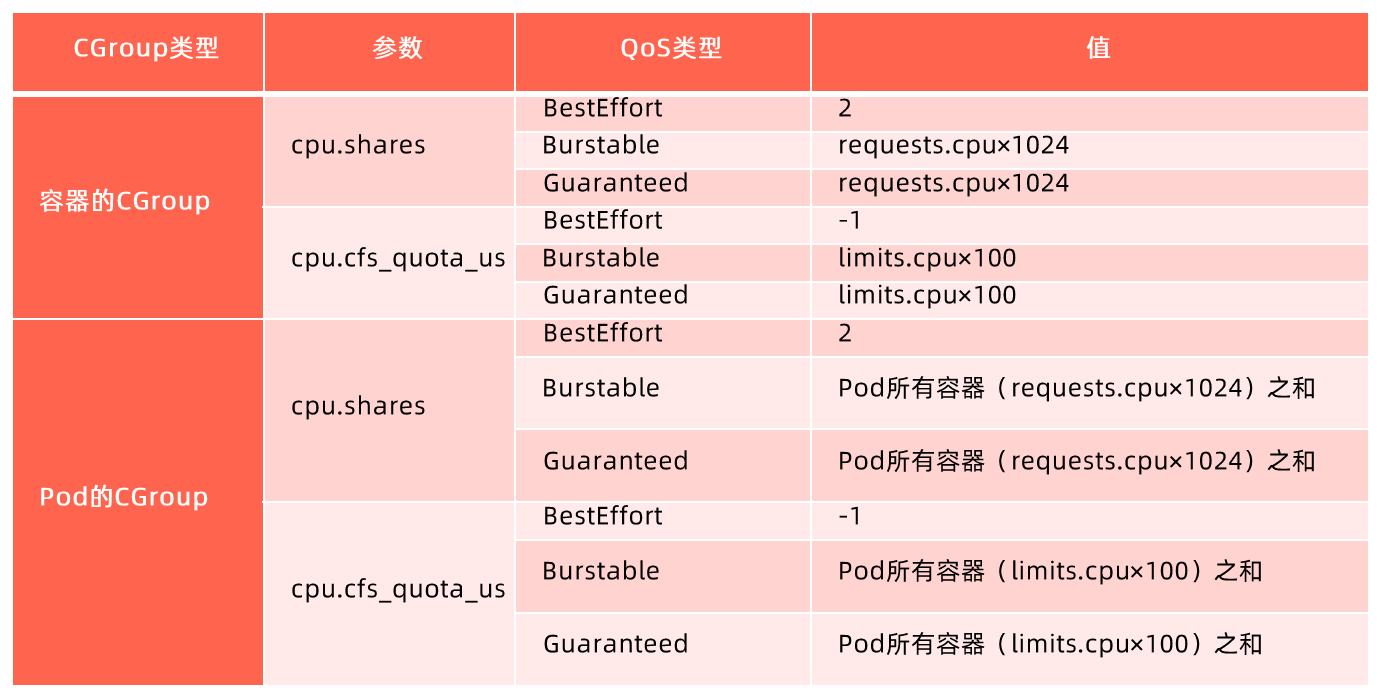 CGroup类型 参数 QoS类型 值
容器的CGroup cpu.shares BestEffort 2
Burstable requests.cpu×1024
Guaranteed requests.cpu×1024
cpu.cfs_quota_us BestEffort -1
Burstable limits.cpu×100
Guaranteed limits.cpu×100
Pod的CGroup cpu.shares BestEffort 2
Burstable Pod所有容器（requests.cpu×1024）之和
Guaranteed Pod所有容器（requests.cpu×1024）之和
cpu.cfs_quota_us BestEffort -1
Burstable Pod所有容器（limits.cpu×100）之和
Guaranteed Pod所有容器（limits.cpu×100）之和